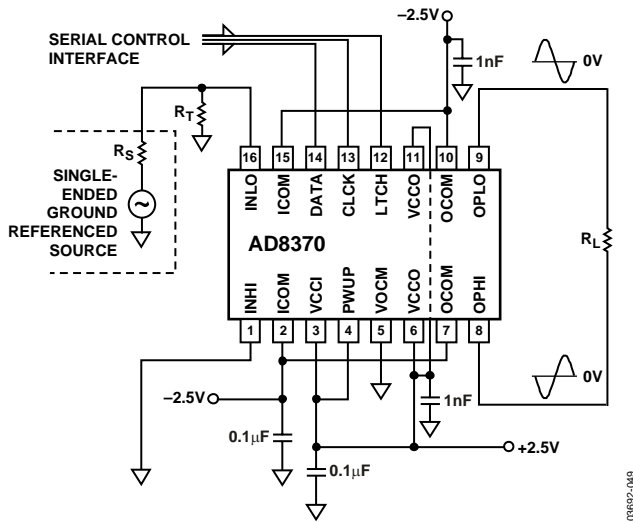 –2.5V
SERIAL CONTROL
INTERFACE
1nF
0V
RT
RS
16 15 14 13 12 11 10 9
INLO ICOM DATA CLCK LTCH VCCO OCOM OPLO
SINGLE-
ENDED
GROUND
REFERENCED
SOURCE
~
AD8370
RL
INHI ICOM VCCI PWUP VOCM VCCO OCOM OPHI
1 2 3 4 5 6 7 8
0V
–2.5V
1nF
0.1µF
+2.5V
0.1µF
03692-049